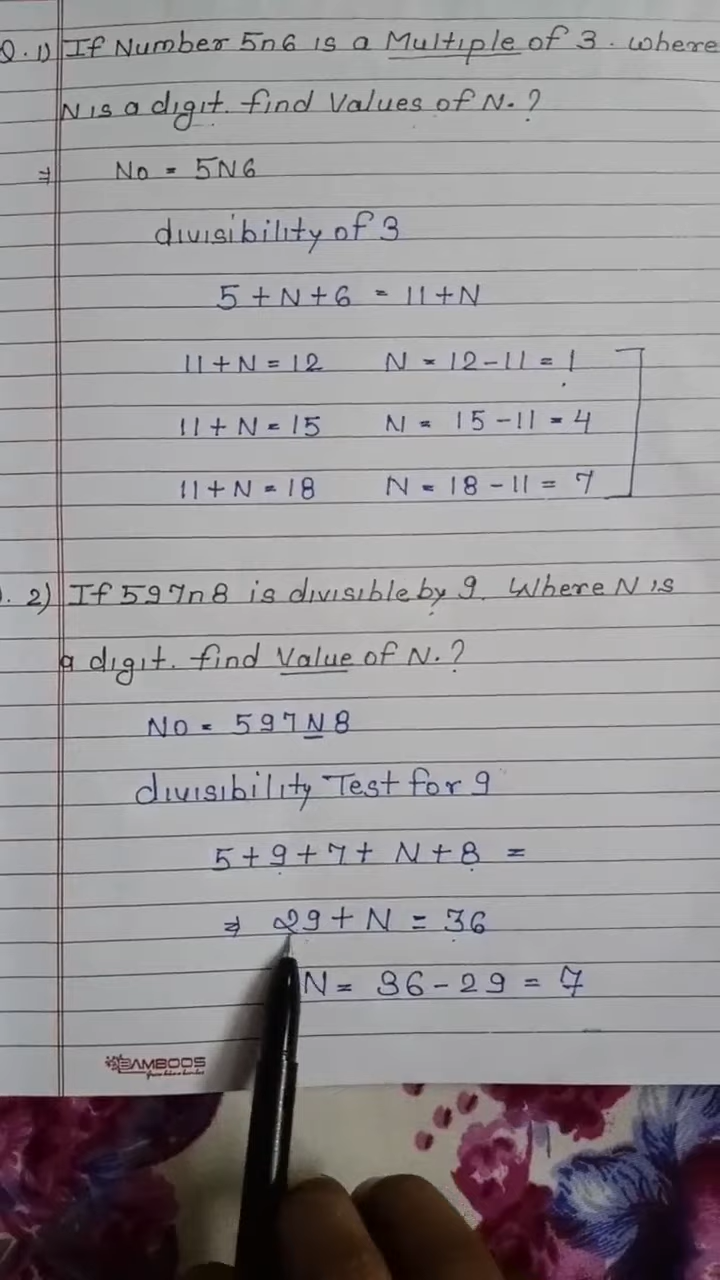 Q. 1) If Number 5n6 is a Multiple of 3. where
N is a digit. find Values of N.?
⇒ No = 5N6
divisibility of 3
5 + N + 6 = 11 + N
11 + N = 12 N = 12 - 11 = 1
11 + N = 15 N = 15 - 11 = 4
11 + N = 18 N = 18 - 11 = 7
. 2) If 597n8 is divisible by 9. Where N is
a digit. find Value of N.?
No = 597N8
divisibility Test for 9
5 + 9 + 7 + N + 8 =
⇒ 29 + N = 36
N = 36 - 29 = 7
BAMBOOS